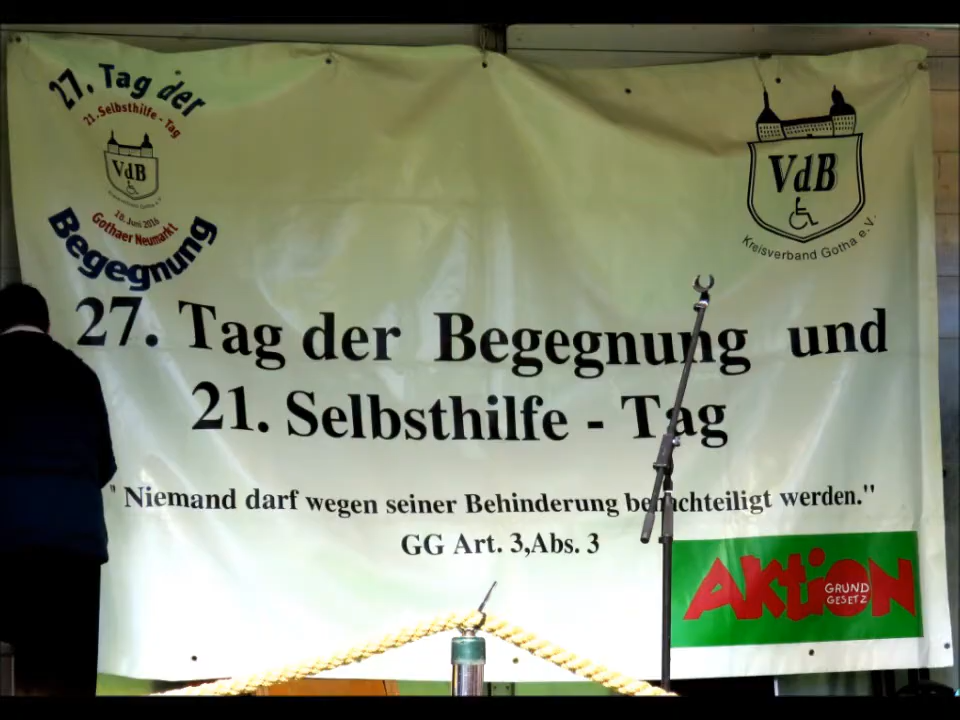 27. Tag der
21.-Selbsthilfe - Tag
VdB
18. Juni 2016
Gothaer Neumarkt
Begegnung
VdB
Kreisverband Gotha e.V.
27. Tag der Begegnung und
21. Selbsthilfe - Tag
" Niemand darf wegen seiner Behinderung benachteiligt werden."
GG Art. 3,Abs. 3
AKtioN
GRUND
GESETZ